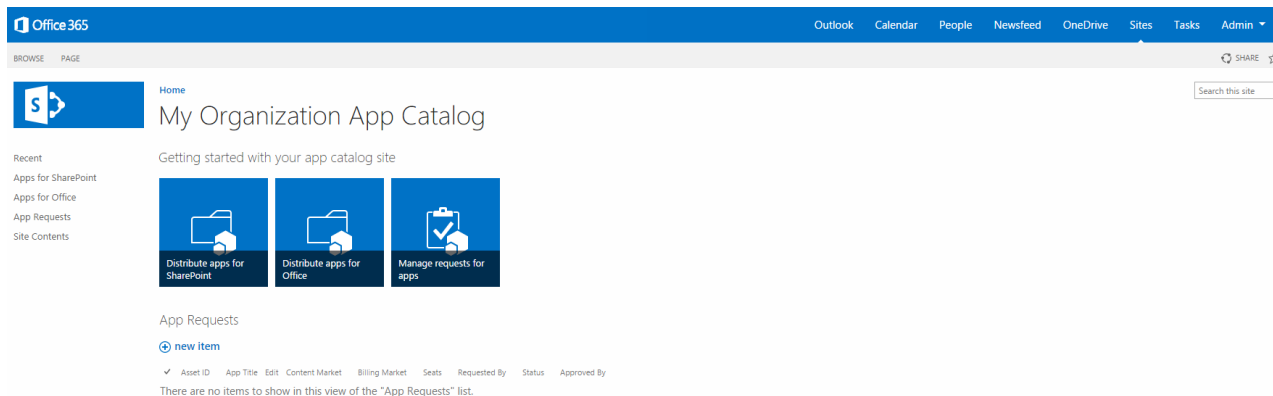 Office 365
Outlook Calendar People Newsfeed OneDrive Sites Tasks Admin
BROWSE PAGE
SHARE
S
Home
Search this site
My Organization App Catalog
Recent
Apps for SharePoint
Apps for Office
App Requests
Site Contents
Getting started with your app catalog site
Distribute apps for
SharePoint
Distribute apps for
Office
Manage requests for
apps
App Requests
new item
Asset ID App Title Edit Content Market Billing Market Seats Requested By Status Approved By
There are no items to show in this view of the "App Requests" list.